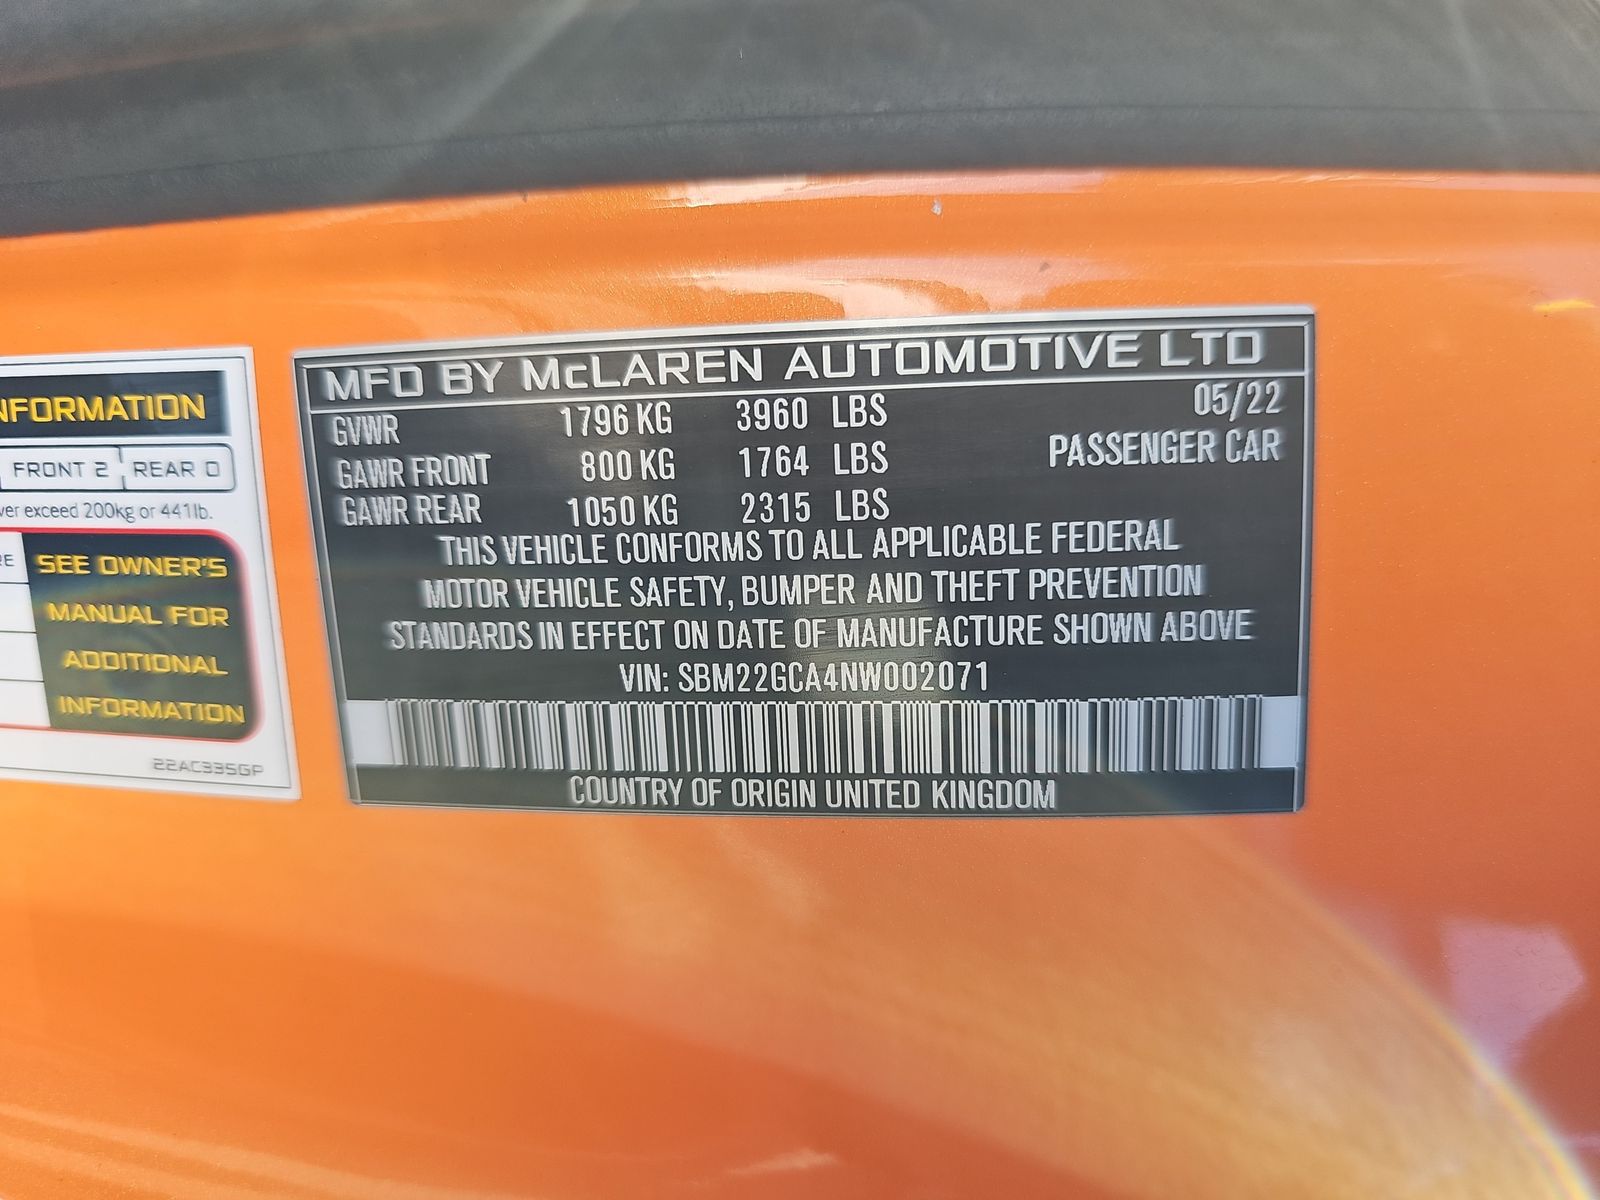 NFORMATION
FRONT 2 REAR 0
ver exceed 200kg or 441lb.
RE
SEE OWNER'S
MANUAL FOR
ADDITIONAL
INFORMATION
22AC335GP
MFD BY McLAREN AUTOMOTIVE LTD
05/22
GVWR 1796 KG 3960 LBS
PASSENGER CAR
GAWR FRONT 800 KG 1764 LBS
GAWR REAR 1050 KG 2315 LBS
THIS VEHICLE CONFORMS TO ALL APPLICABLE FEDERAL
MOTOR VEHICLE SAFETY, BUMPER AND THEFT PREVENTION
STANDARDS IN EFFECT ON DATE OF MANUFACTURE SHOWN ABOVE
VIN: SBM22GCA4NW002071
COUNTRY OF ORIGIN UNITED KINGDOM